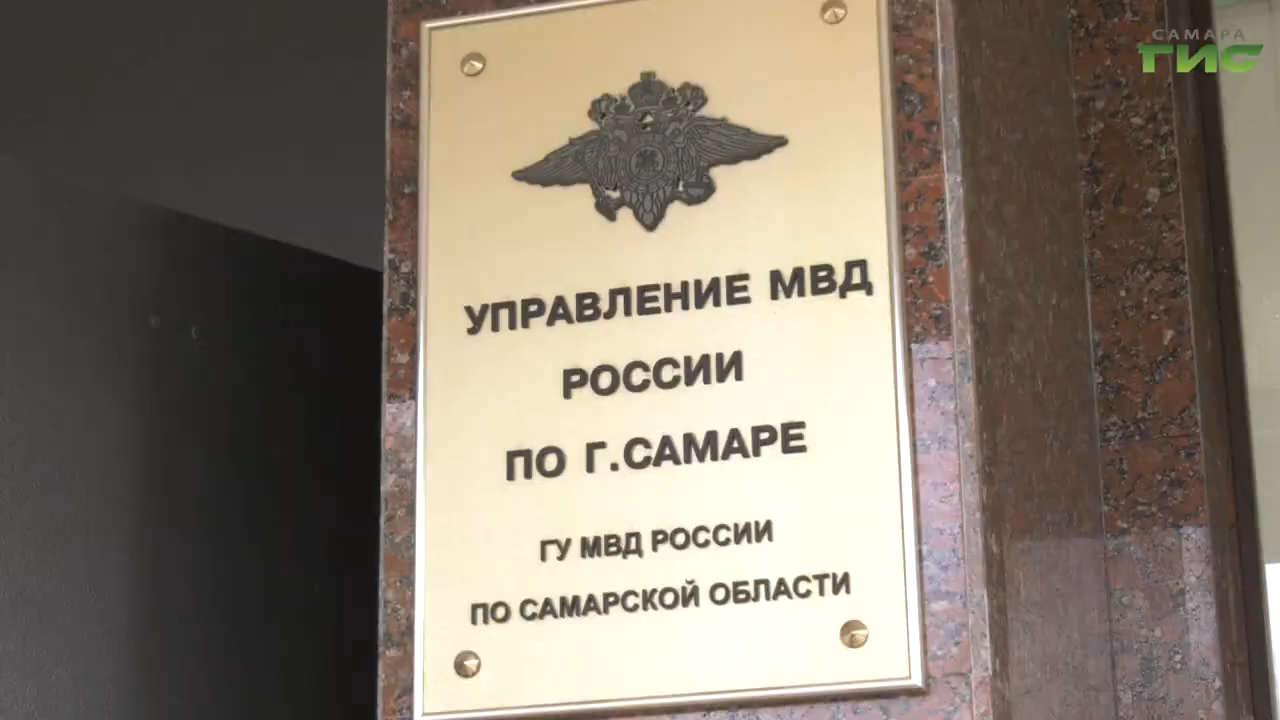 САМАРА
ГИС
УПРАВЛЕНИЕ МВД
РОССИИ
ПО Г.САМАРЕ
ГУ МВД РОССИИ
ПО САМАРСКОЙ ОБЛАСТИ